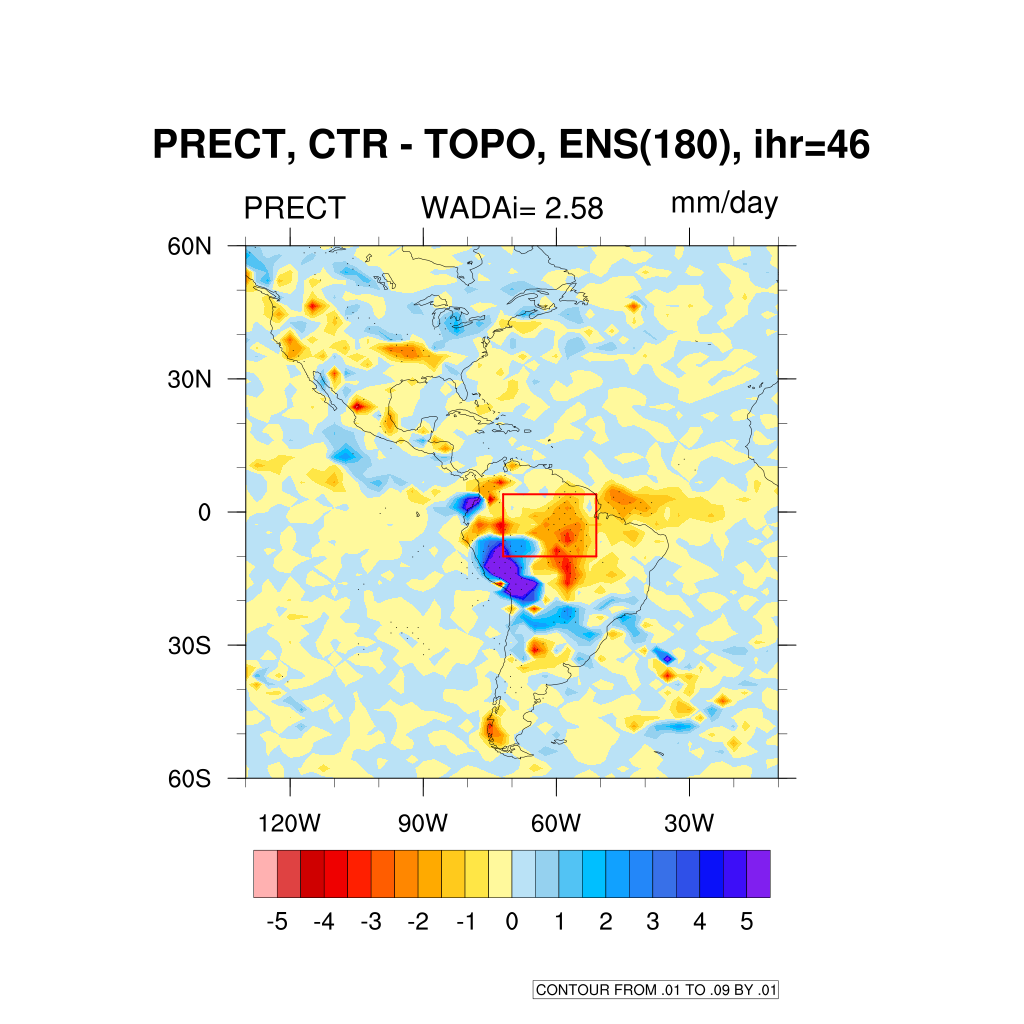 PRECT, CTR - TOPO, ENS(180), ihr=46
PRECT WADAi= 2.58 mm/day
60N
30N
0
30S
60S
120W 90W 60W 30W
-5 -4 -3 -2 -1 0 1 2 3 4 5
CONTOUR FROM .01 TO .09 BY .01